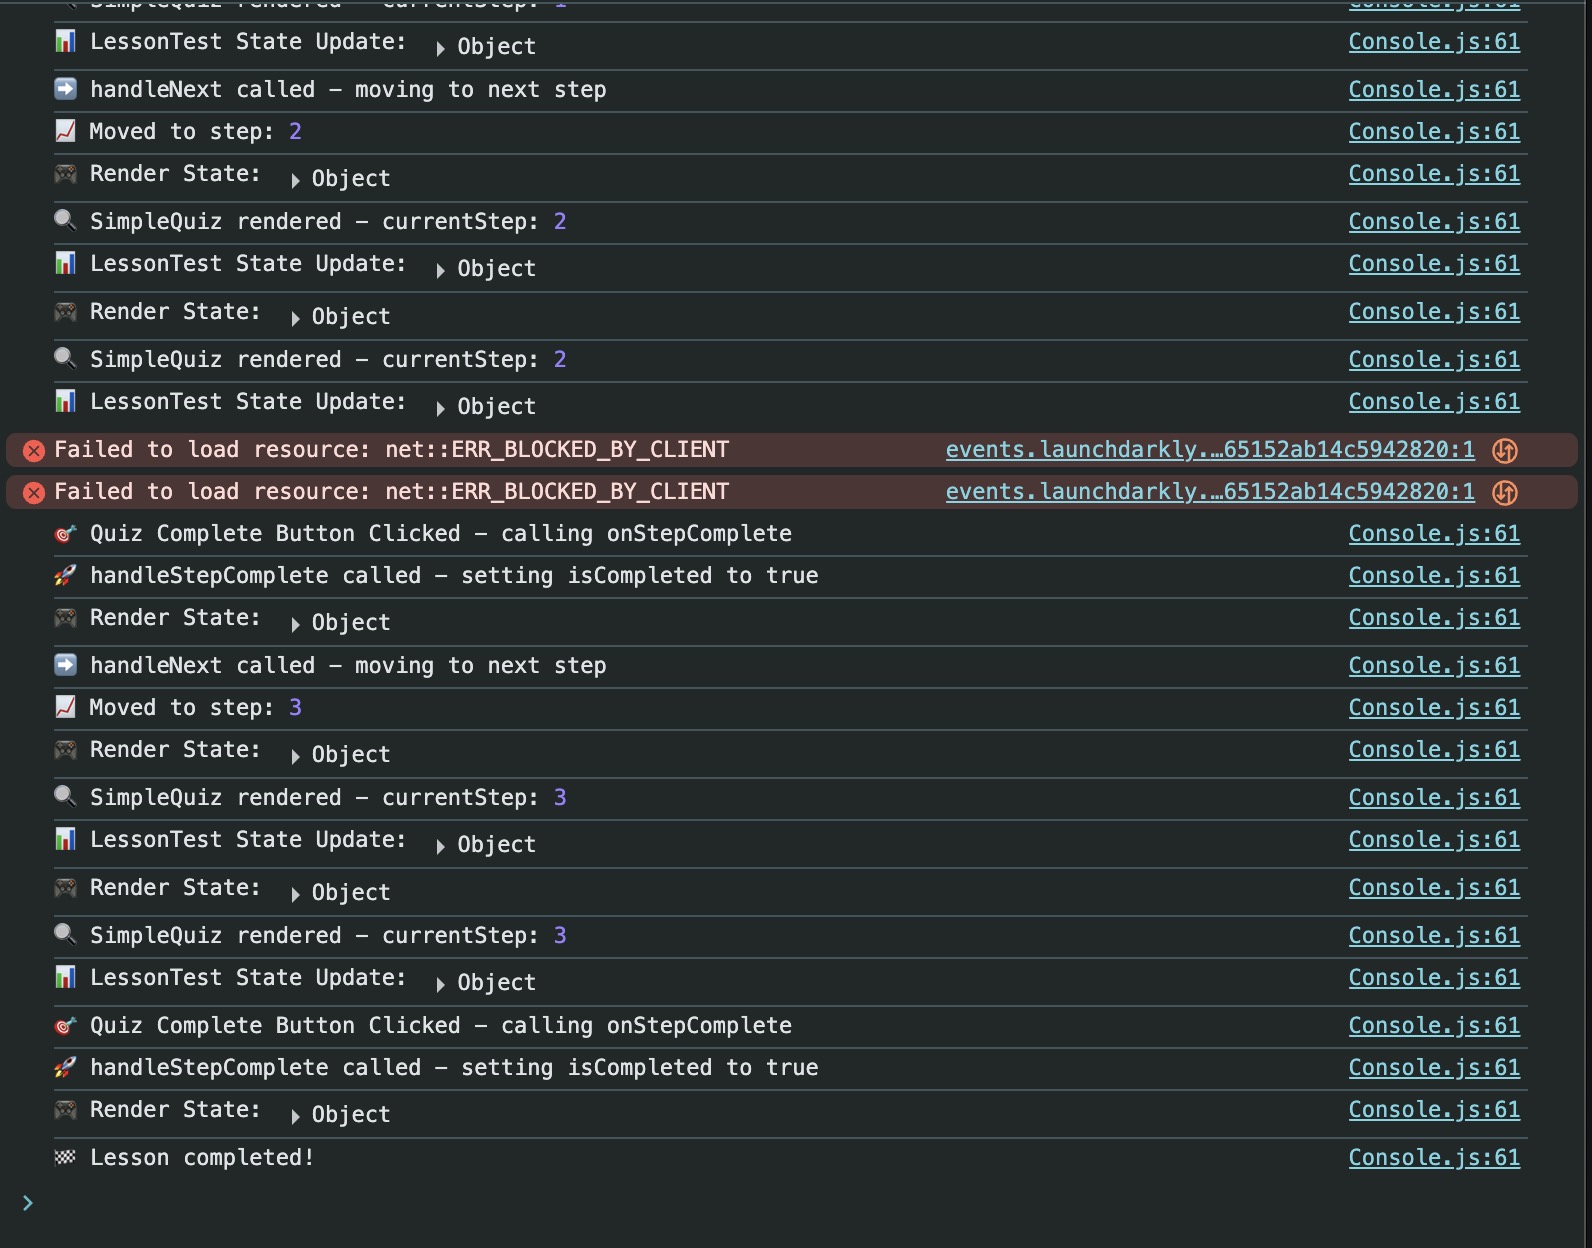 SimpleQuiz rendered – currentStep: 1 Console.js:61
📊 LessonTest State Update: ▶ Object Console.js:61
➡️ handleNext called – moving to next step Console.js:61
📈 Moved to step: 2 Console.js:61
🎮 Render State: ▶ Object Console.js:61
🔍 SimpleQuiz rendered – currentStep: 2 Console.js:61
📊 LessonTest State Update: ▶ Object Console.js:61
🎮 Render State: ▶ Object Console.js:61
🔍 SimpleQuiz rendered – currentStep: 2 Console.js:61
📊 LessonTest State Update: ▶ Object Console.js:61
Failed to load resource: net::ERR_BLOCKED_BY_CLIENT events.launchdarkly.…65152ab14c5942820:1
Failed to load resource: net::ERR_BLOCKED_BY_CLIENT events.launchdarkly.…65152ab14c5942820:1
🎯 Quiz Complete Button Clicked – calling onStepComplete Console.js:61
🚀 handleStepComplete called – setting isCompleted to true Console.js:61
🎮 Render State: ▶ Object Console.js:61
➡️ handleNext called – moving to next step Console.js:61
📈 Moved to step: 3 Console.js:61
🎮 Render State: ▶ Object Console.js:61
🔍 SimpleQuiz rendered – currentStep: 3 Console.js:61
📊 LessonTest State Update: ▶ Object Console.js:61
🎮 Render State: ▶ Object Console.js:61
🔍 SimpleQuiz rendered – currentStep: 3 Console.js:61
📊 LessonTest State Update: ▶ Object Console.js:61
🎯 Quiz Complete Button Clicked – calling onStepComplete Console.js:61
🚀 handleStepComplete called – setting isCompleted to true Console.js:61
🎮 Render State: ▶ Object Console.js:61
🏁 Lesson completed! Console.js:61